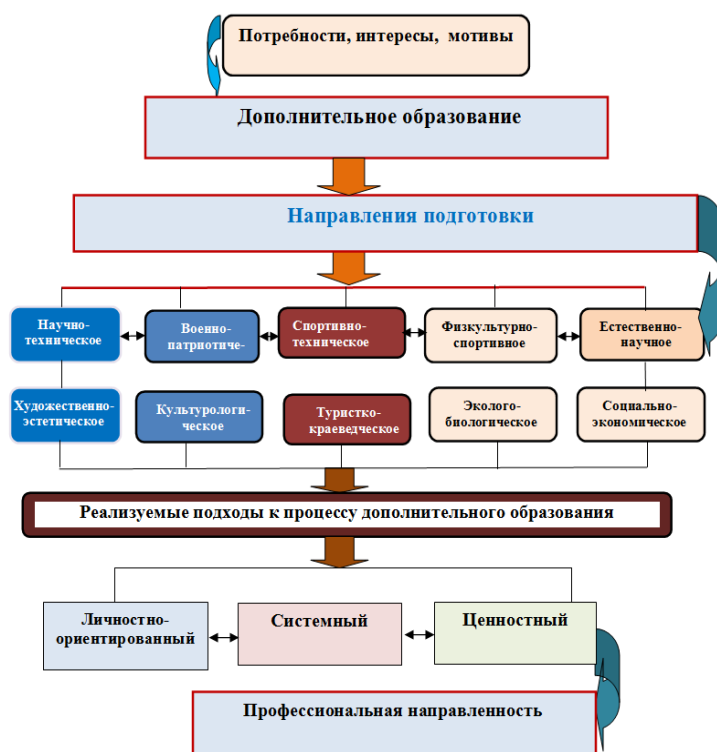 Потребности, интересы, мотивы
Дополнительное образование
Направления подготовки
Научно-
техническое
Военно-
патриотиче-
Спортивно-
техническое
Физкультурно-
спортивное
Естественно-
научное
Художественно-
эстетическое
Культурологи-
ческое
Туристко-
краеведческое
Эколого-
биологическое
Социально-
экономическое
Реализуемые подходы к процессу дополнительного образования
Личностно-
ориентированный
Системный
Ценностный
Профессиональная направленность